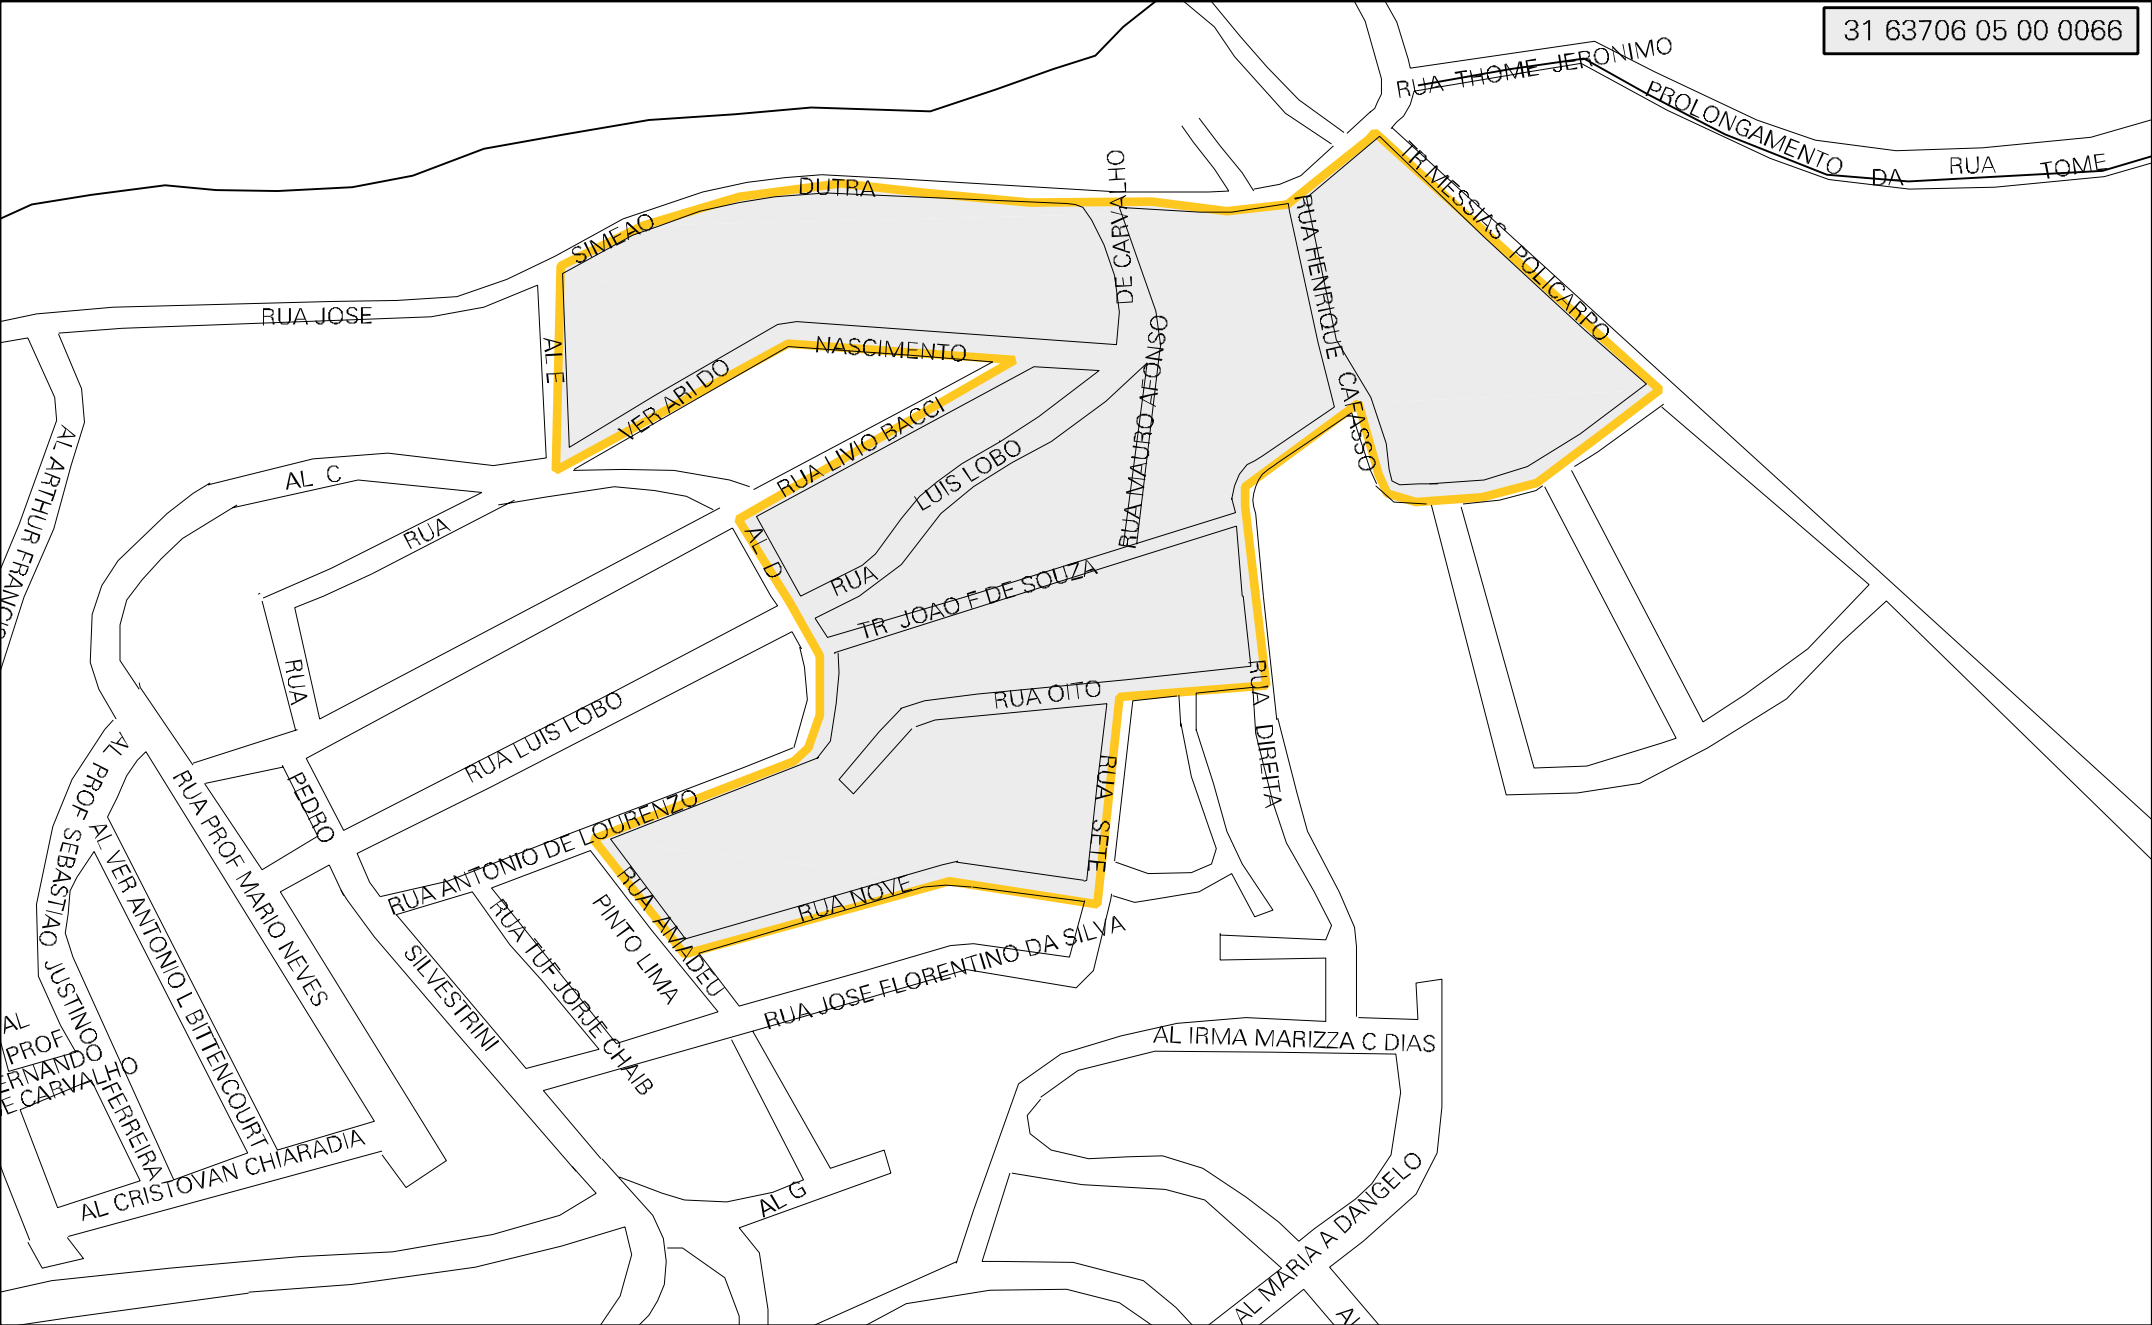 31 63706 05 00 0066
RUA THOME JERONIMO
PROLONGAMENTO DA RUA TOME
TR MESSIAS POLICARPO
DUTRA
SIMEAO
RUA JOSE
DE CARVALHO
RUA HENRIQUE CAFASSO
AL E
VER ARI DO
NASCIMENTO
RUA MAURO AFONSO
RUA LIVIO BACCI
LUIS LOBO
RUA
AL C
RUA
AL D
TR JOAO F DE SOUZA
AL ARTHUR FRANCIS
RUA
RUA LUIS LOBO
RUA OITO
RUA DIREITA
RUA SETE
PEDRO
RUA ANTONIO DE LOURENZO
RUA NOVE
RUA AMADEU
PINTO LIMA
RUA TUF JORJE CHAIB
SILVESTRINI
RUA JOSE FLORENTINO DA SILVA
AL PROF SEBASTIAO JUSTINO
FERREIRA
RUA PROF MARIO NEVES
AL VER ANTONIO L BITTENCOURT
AL
PROF
ERNANDO
E CARVALHO
AL CRISTOVAN CHIARADIA
AL G
AL IRMA MARIZZA C DIAS
AL MARIA A DANGELO